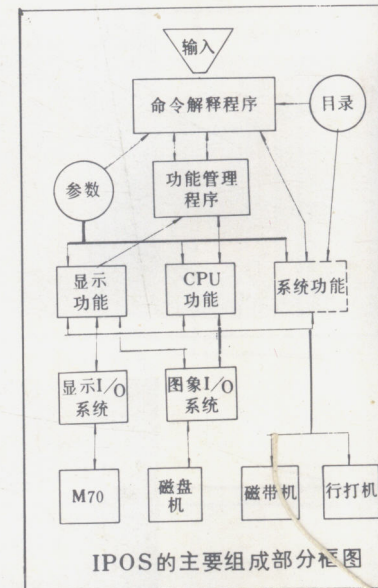 输入
命令解释程序
目录
参数
功能管理
程序
显示
功能
CPU
功能
系统功能
显示I/O
系统
图象I/O
系统
M70
磁盘
机
磁带机
行打机
IPOS的主要组成部分框图